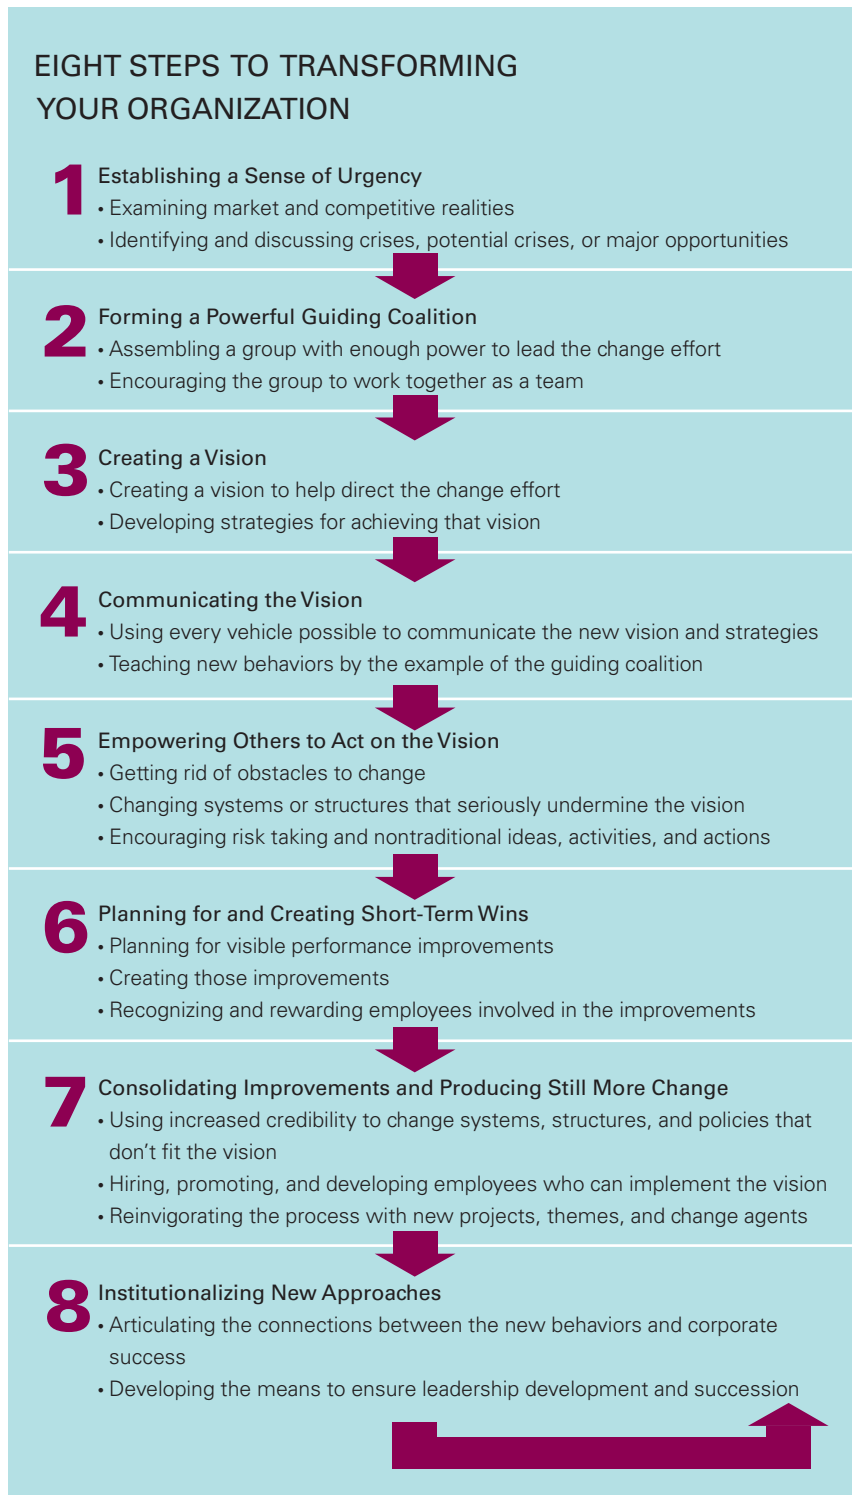 EIGHT STEPS TO TRANSFORMING
YOUR ORGANIZATION
1 Establishing a Sense of Urgency
• Examining market and competitive realities
• Identifying and discussing crises, potential crises, or major opportunities
2 Forming a Powerful Guiding Coalition
• Assembling a group with enough power to lead the change effort
• Encouraging the group to work together as a team
3 Creating a Vision
• Creating a vision to help direct the change effort
• Developing strategies for achieving that vision
4 Communicating the Vision
• Using every vehicle possible to communicate the new vision and strategies
• Teaching new behaviors by the example of the guiding coalition
5 Empowering Others to Act on the Vision
• Getting rid of obstacles to change
• Changing systems or structures that seriously undermine the vision
• Encouraging risk taking and nontraditional ideas, activities, and actions
6 Planning for and Creating Short-Term Wins
• Planning for visible performance improvements
• Creating those improvements
• Recognizing and rewarding employees involved in the improvements
7 Consolidating Improvements and Producing Still More Change
• Using increased credibility to change systems, structures, and policies that
don’t fit the vision
• Hiring, promoting, and developing employees who can implement the vision
• Reinvigorating the process with new projects, themes, and change agents
8 Institutionalizing New Approaches
• Articulating the connections between the new behaviors and corporate
success
• Developing the means to ensure leadership development and succession